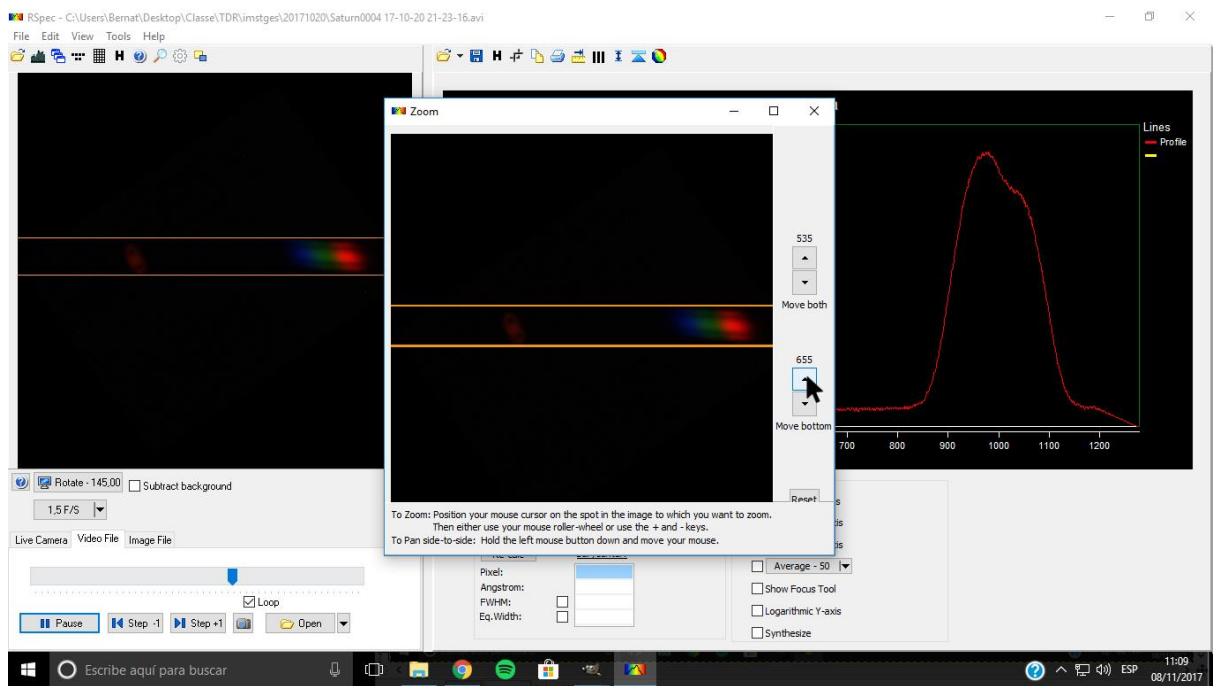 RSpec - C:\Users\Bernat\Desktop\Classe\TDR\imstges\20171020\Saturn0004 17-10-20 21-23-16.avi
File Edit View Tools Help
Zoom
Lines
Profile
535
Move both
655
Move bottom
700 800 900 1000 1100 1200
Reset
To Zoom: Position your mouse cursor on the spot in the image to which you want to zoom.
Then either use your mouse roller-wheel or use the + and - keys.
To Pan side-to-side: Hold the left mouse button down and move your mouse.
Rotate - 145,00
Subtract background
1,5 F/S
Live Camera Video File Image File
Loop
Pause Step -1 Step +1 Open
Pixel:
Angstrom:
FWHM:
Eq.Width:
Average - 50
Show Focus Tool
Logarithmic Y-axis
Synthesize
Escribe aquí para buscar
ESP
11:09
08/11/2017